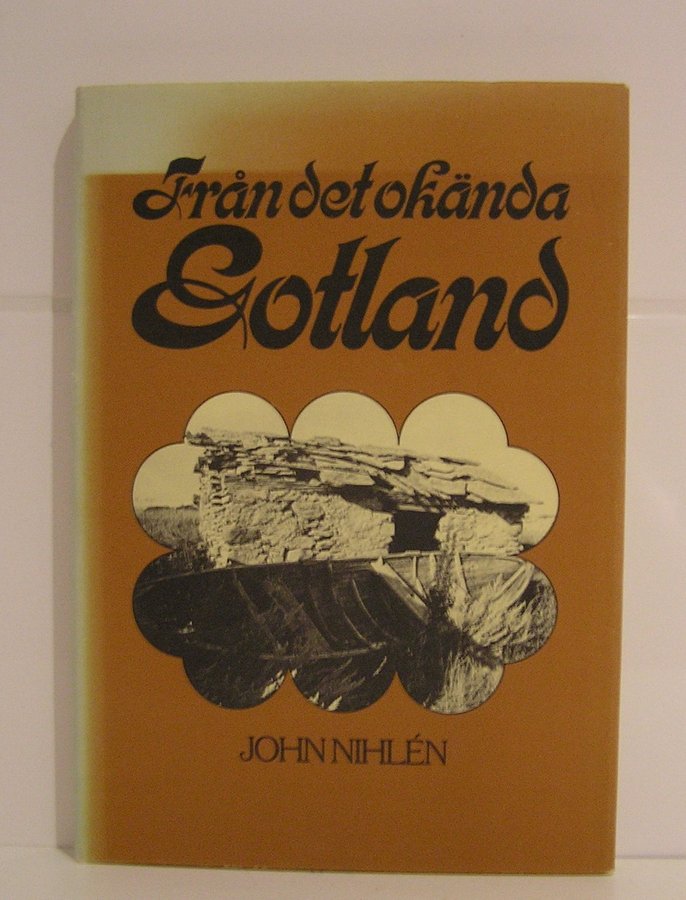 Från det okända
Gotland
JOHN NIHLÉN